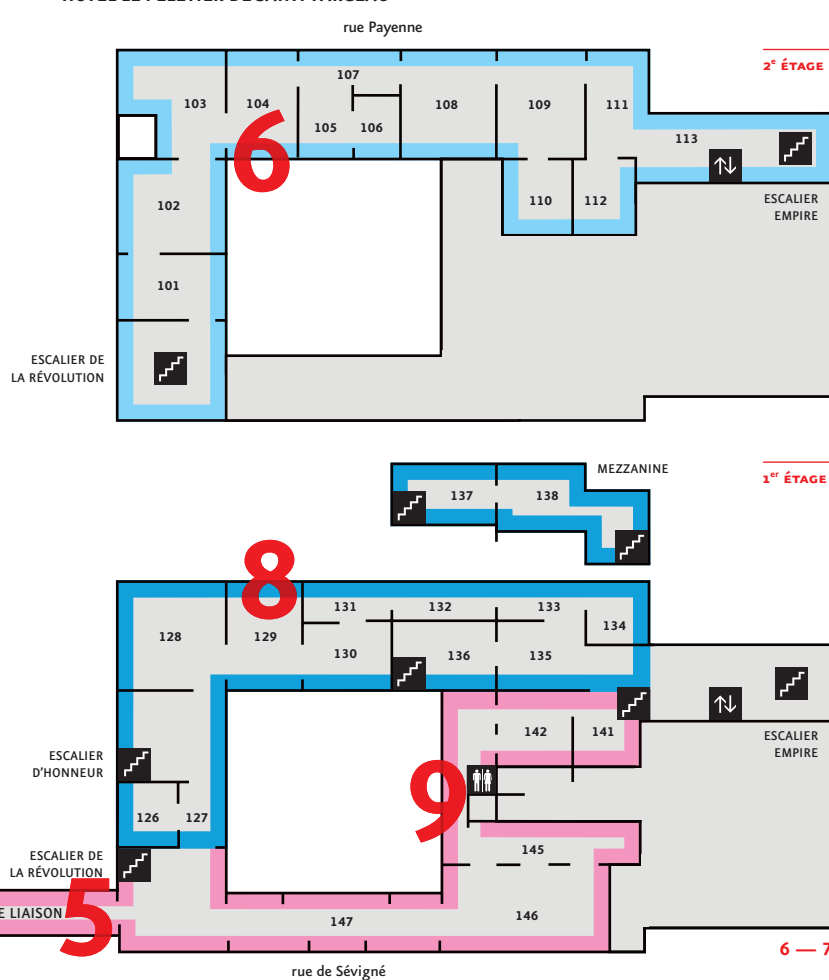 rue Payenne
2e ÉTAGE
107
103
104
105
106
108
109
111
113
6
102
110
112
ESCALIER
EMPIRE
101
ESCALIER DE
LA RÉVOLUTION
MEZZANINE
1er ÉTAGE
137
138
8
131
132
133
134
128
129
130
136
135
142
141
ESCALIER
EMPIRE
ESCALIER
D'HONNEUR
9
126
127
145
ESCALIER DE
LA RÉVOLUTION
E LIAISON
5
147
146
6 — 7
rue de Sévigné